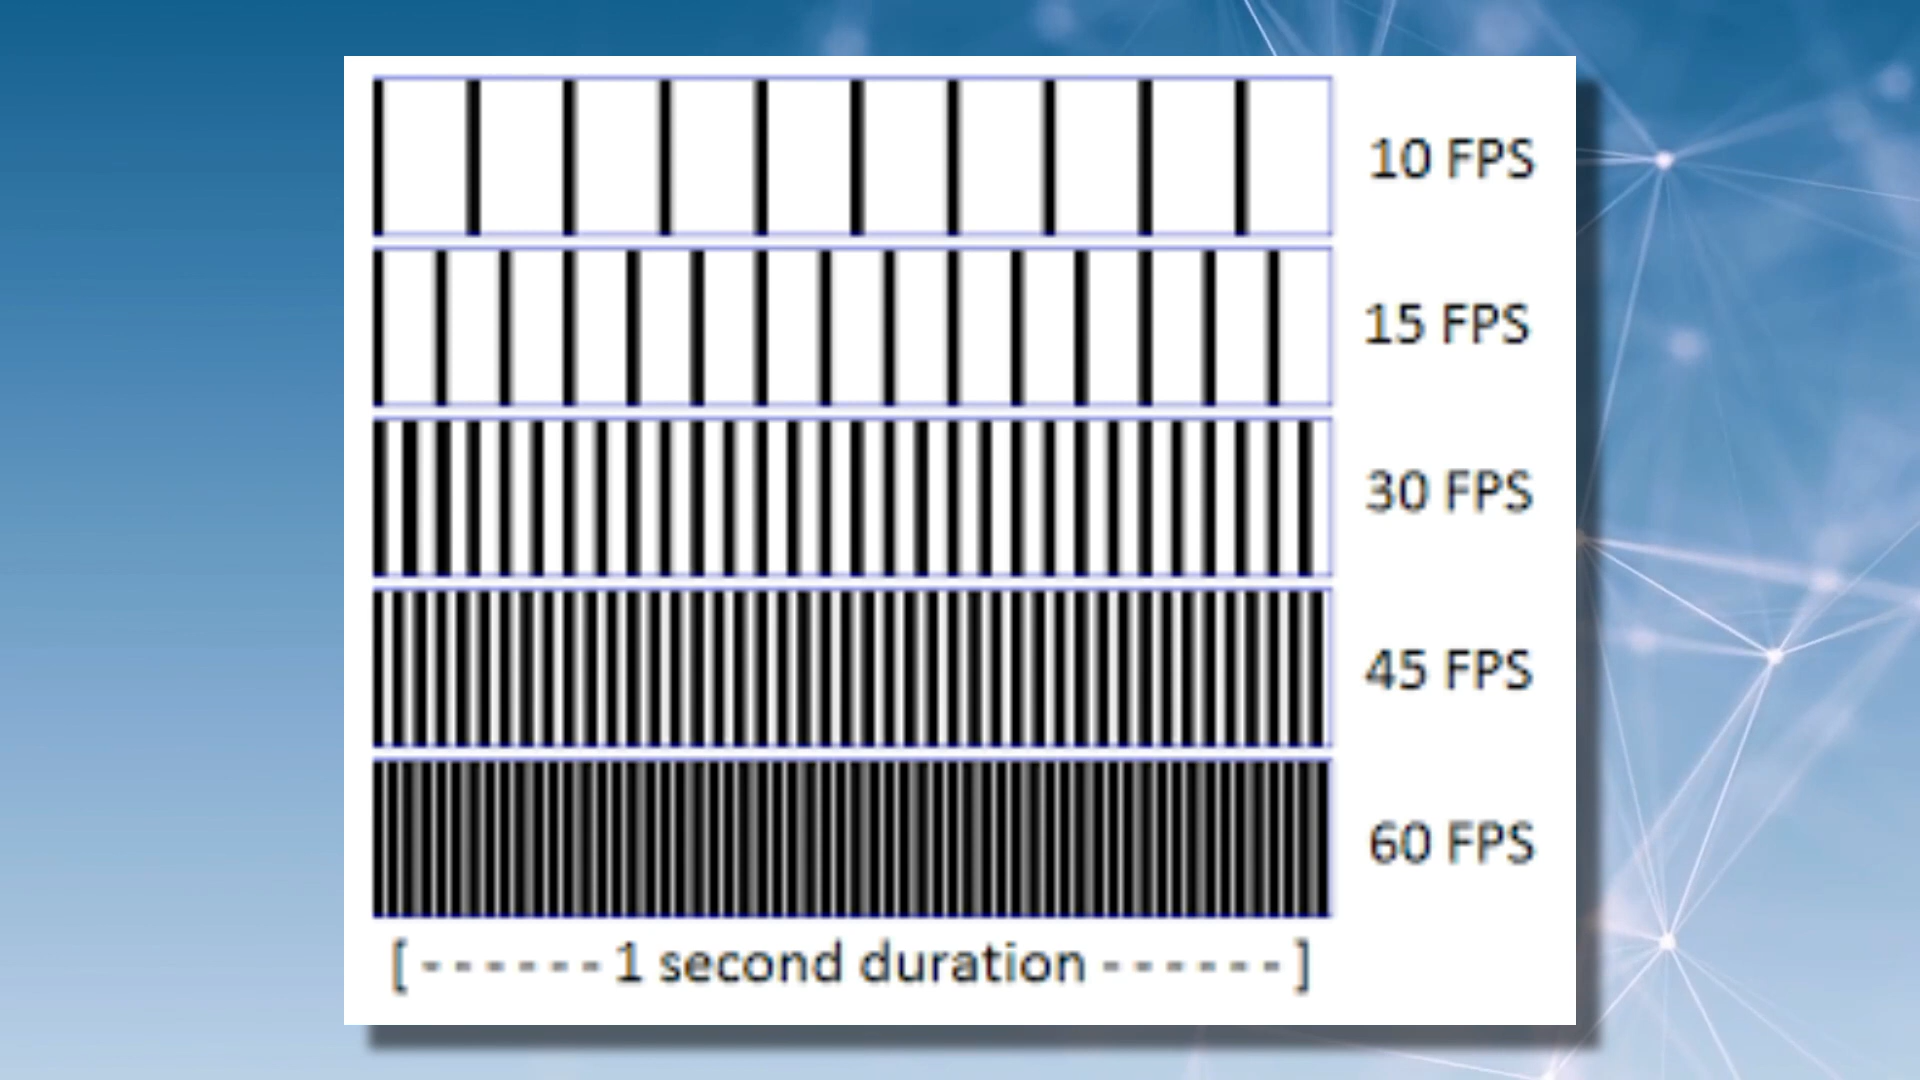 10 FPS
15 FPS
30 FPS
45 FPS
60 FPS
[ - - - - - - 1 second duration - - - - - - ]